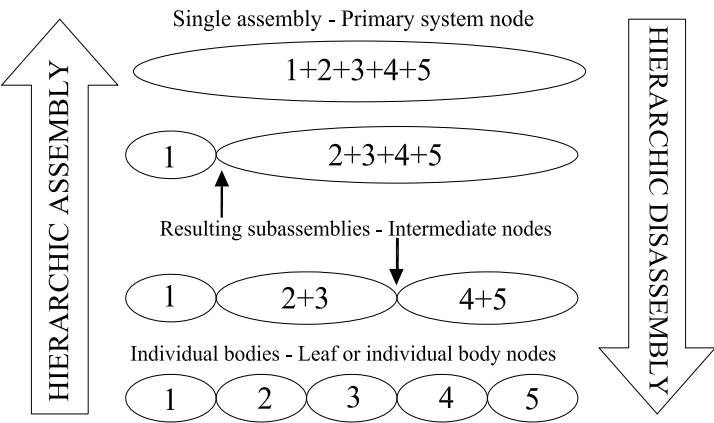 Single assembly - Primary system node
1+2+3+4+5
1 2+3+4+5
Resulting subassemblies - Intermediate nodes
1 2+3 4+5
Individual bodies - Leaf or individual body nodes
1 2 3 4 5
HIERARCHIC ASSEMBLY
HIERARCHIC DISASSEMBLY